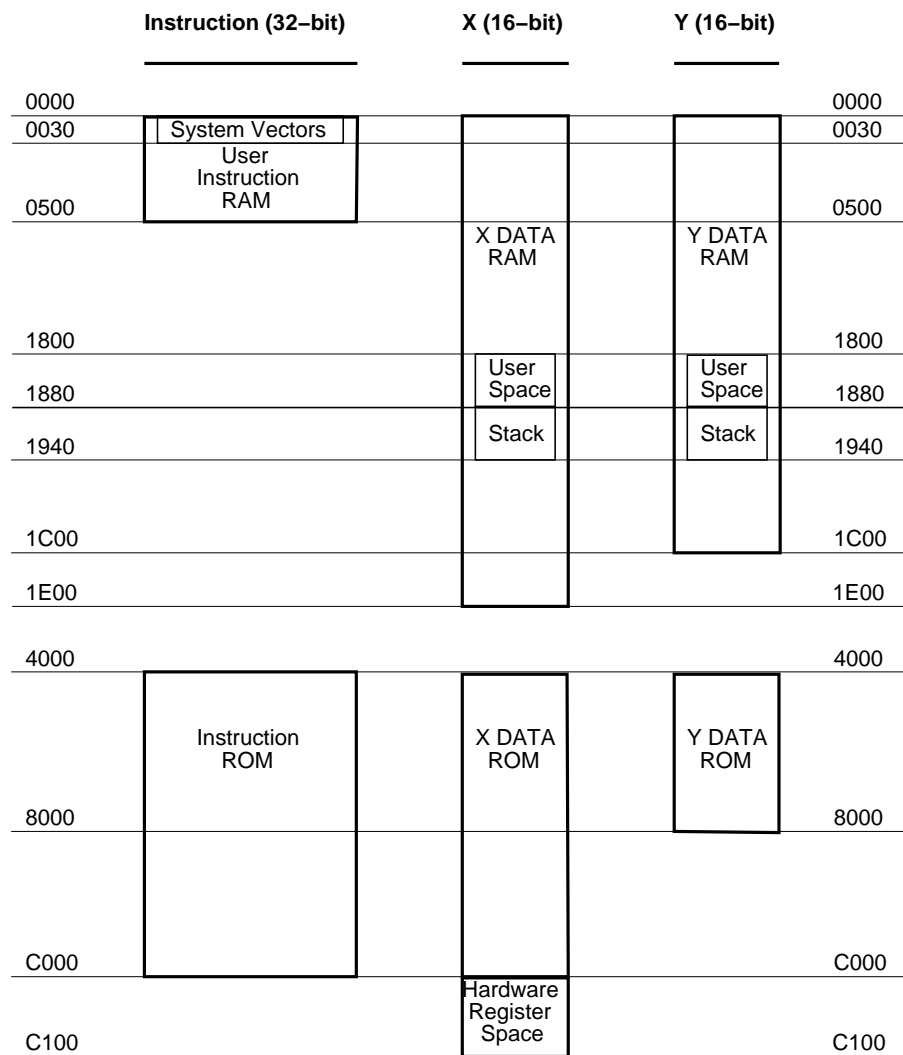 Instruction (32−bit) X (16−bit) Y (16−bit)
0000 0000
0030 System Vectors 0030
User
Instruction
RAM
0500 0500
X DATA Y DATA
RAM RAM
1800 1800
User User
Space Space
1880 1880
Stack Stack
1940 1940
1C00 1C00
1E00 1E00
4000 4000
Instruction X DATA Y DATA
ROM ROM ROM
8000 8000
C000 C000
Hardware
Register
Space
C100 C100